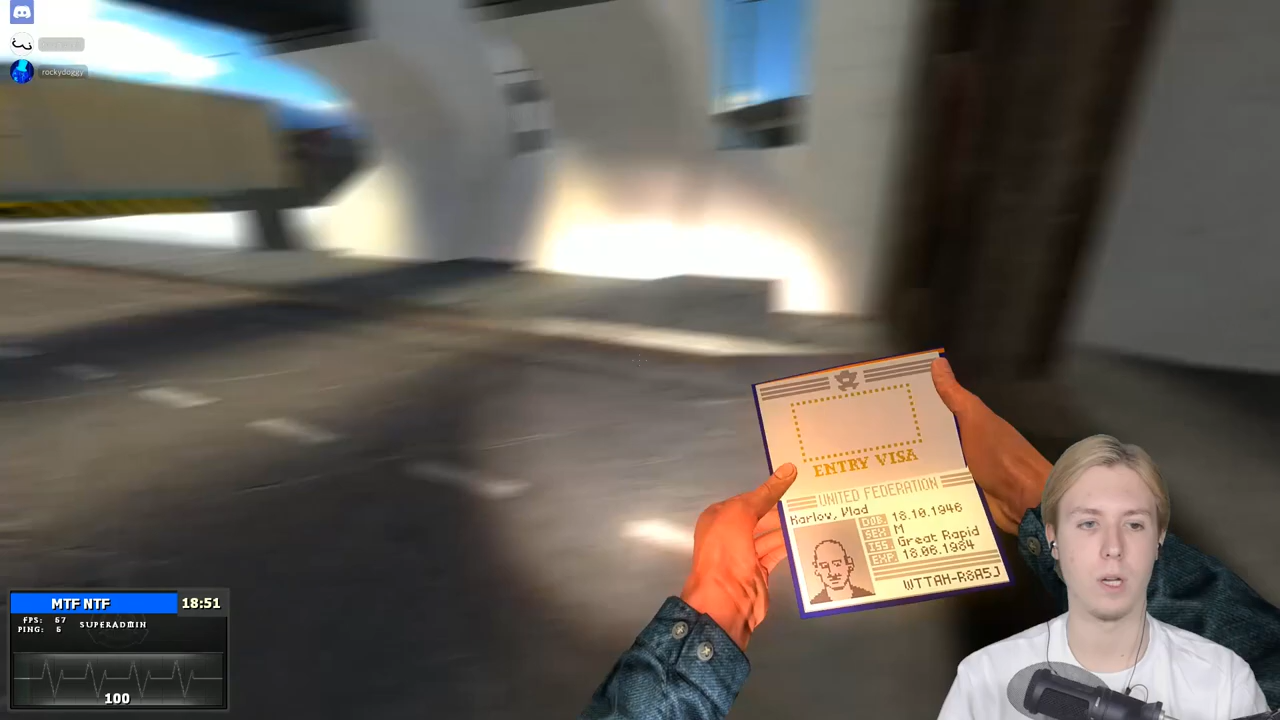 rockydoggy
ENTRY VISA
UNITED FEDERATION
Karlov, Vlad
DOB. 18.10.1946
SEX M
ISS. Great Rapid
EXP. 18.06.1984
WTTAH-R8A5J
MTF NTF
18:51
FPS: 67
SUPERADMIN
PING: 6
100